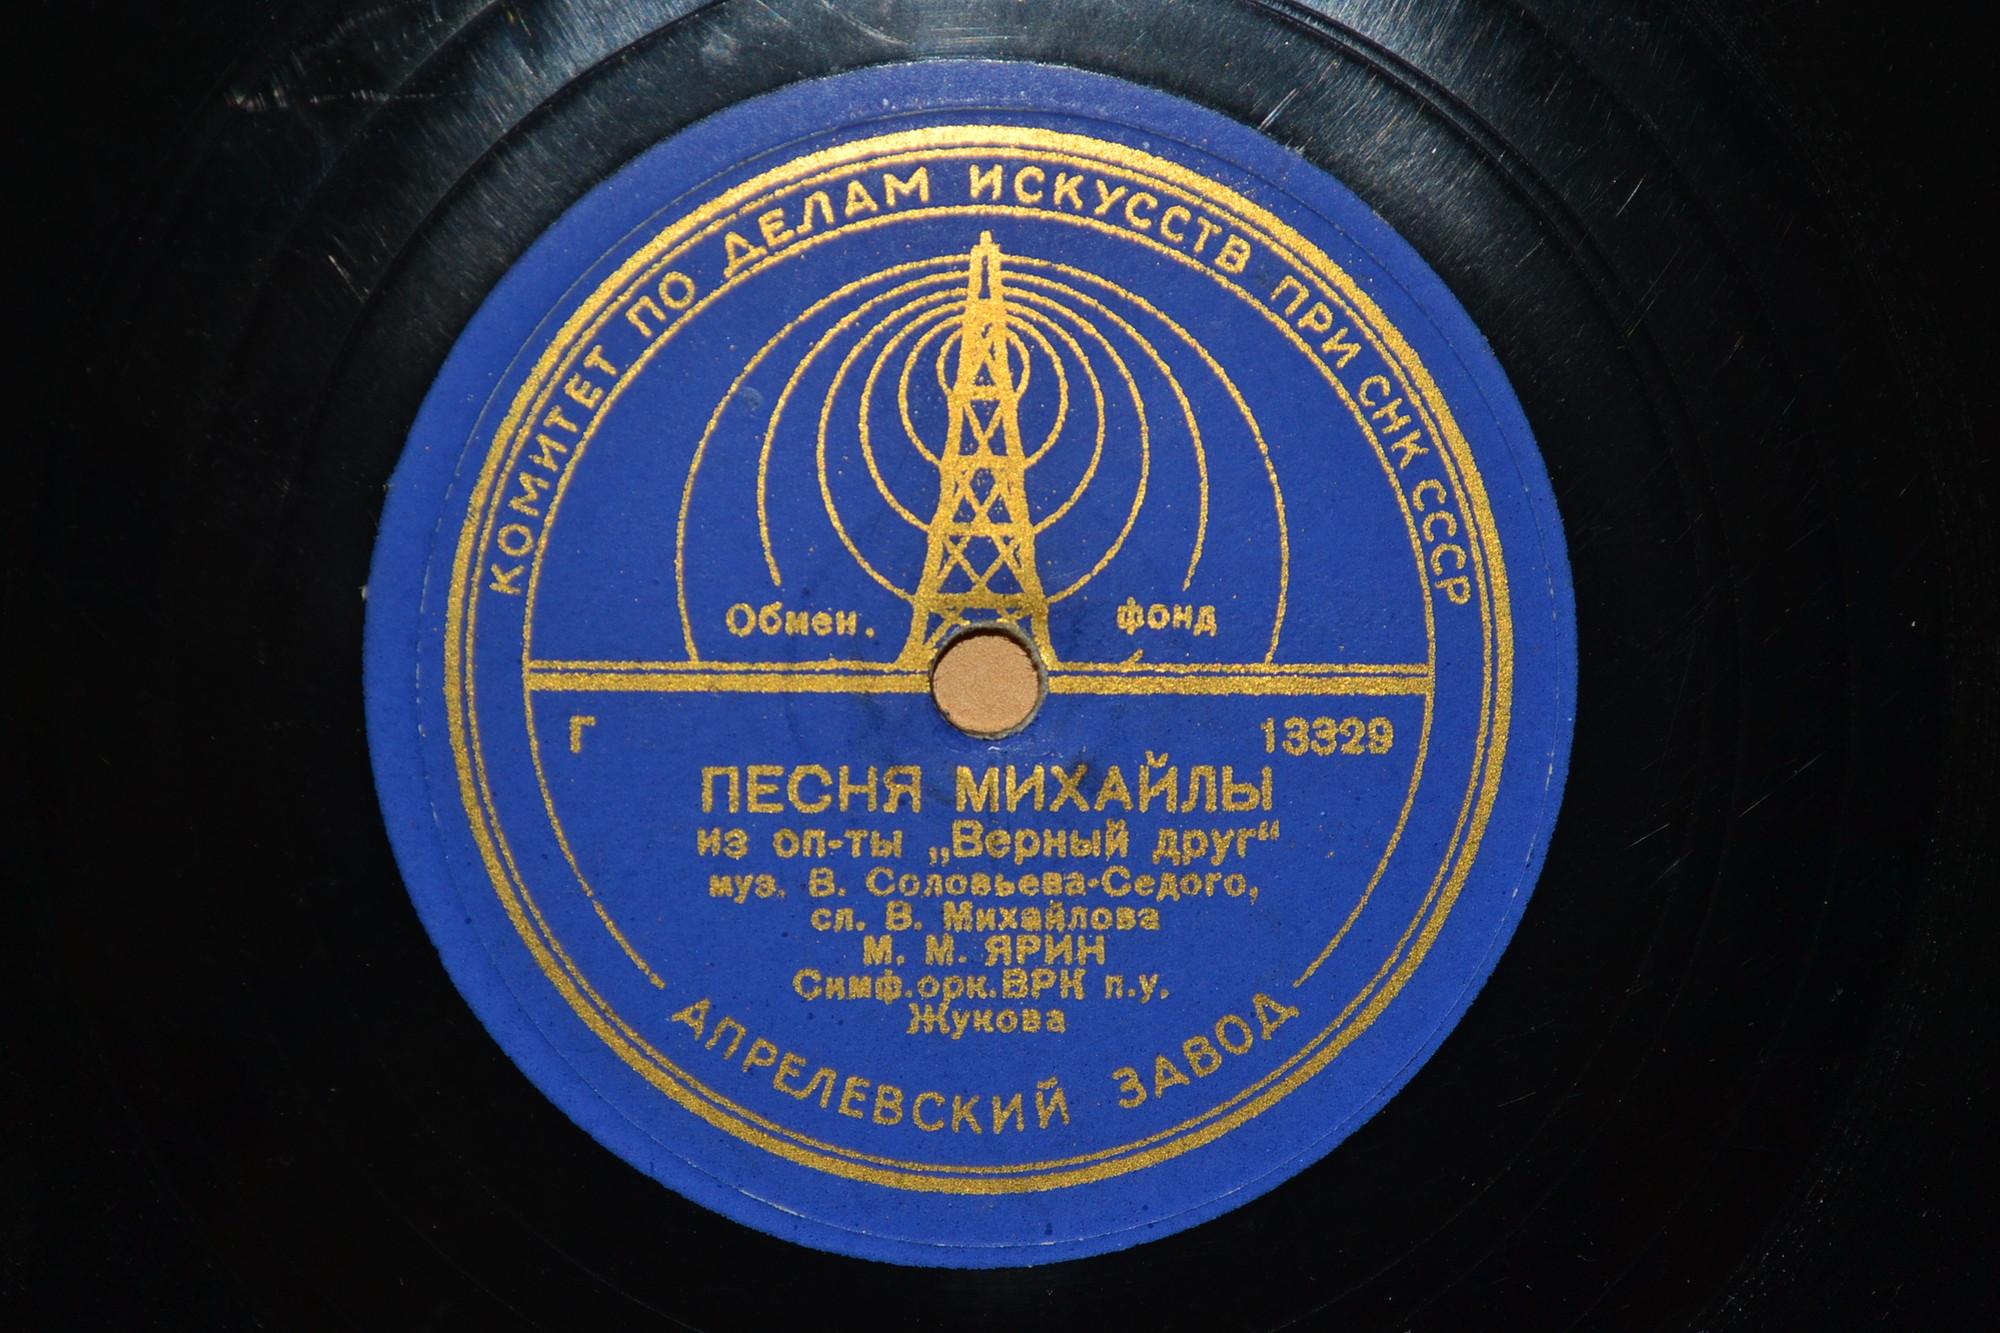 КОМИТЕТ ПО ДЕЛАМ ИСКУССТВ ПРИ СНК СССР
Обмен. фонд
Г 13329
ПЕСНЯ МИХАЙЛЫ
из оп-ты „Верный друг“
муз. В. Соловьева-Седого,
сл. В. Михайлова
М. М. ЯРИН
Симф.орк.ВРК п.у.
Жукова
АПРЕЛЕВСКИЙ ЗАВОД